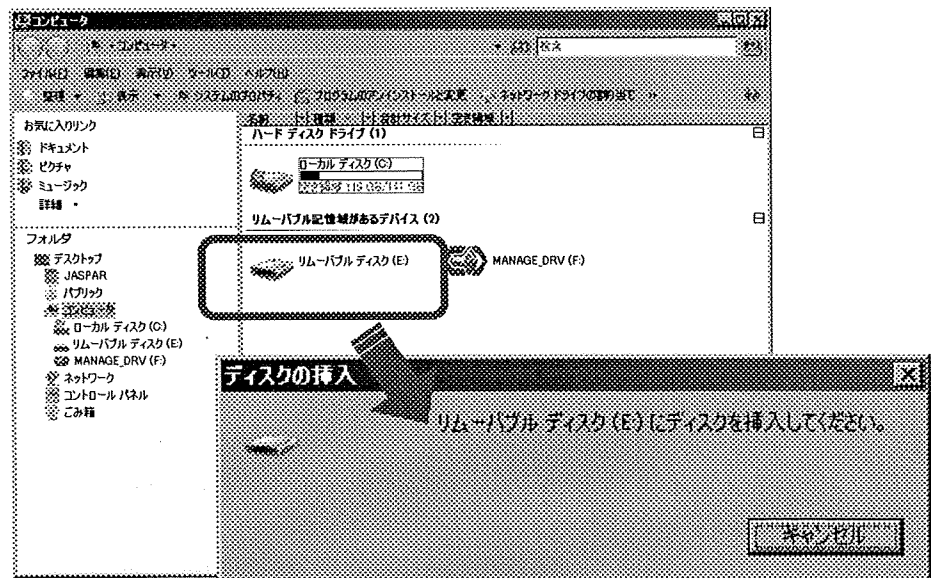 コンピュータ
コンピュータ
検索
ファイル(F) 編集(E) 表示(V) ツール(T) ヘルプ(H)
整理 表示 システムのプロパティ プログラムのアンインストールと変更 ネットワークドライブの割り当て »
お気に入りリンク
ドキュメント
ピクチャ
ミュージック
詳細
フォルダ
デスクトップ
JASPAR
パブリック
コンピュータ
ローカル ディスク (C:)
リムーバブル ディスク (E:)
MANAGE_DRV (F:)
ネットワーク
コントロール パネル
ごみ箱
名前 種類 合計サイズ 空き領域
ハード ディスク ドライブ (1)
ローカル ディスク (C:)
リムーバブル記憶域があるデバイス (2)
リムーバブル ディスク (E:)
MANAGE_DRV (F:)
ディスクの挿入
リムーバブル ディスク (E:) にディスクを挿入してください。
キャンセル